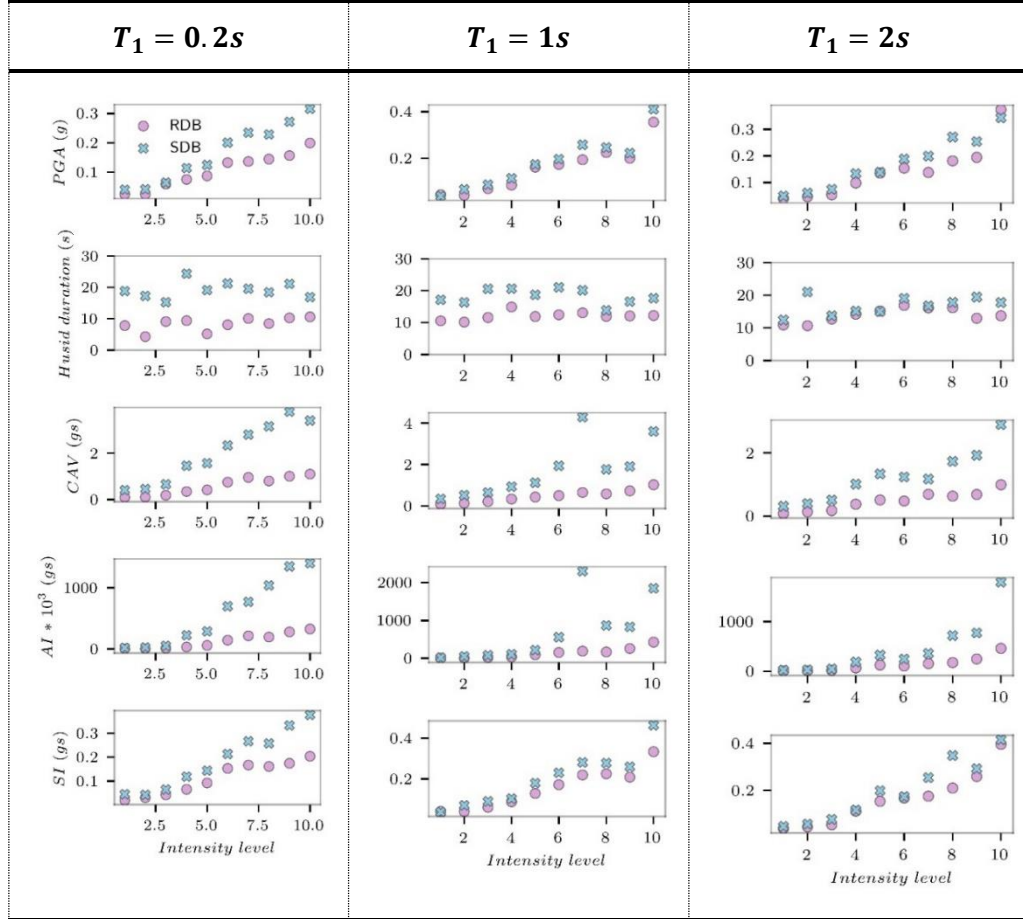 T₁ = 0.2s
T₁ = 1s
T₁ = 2s
PGA (g)
0.3
0.2
0.1
RDB
SDB
2.5 5.0 7.5 10.0
0.4
0.2
2 4 6 8 10
0.3
0.2
0.1
2 4 6 8 10
Husid duration (s)
30
20
10
0
2.5 5.0 7.5 10.0
30
20
10
0
2 4 6 8 10
30
20
10
0
2 4 6 8 10
CAV (gs)
2
0
2.5 5.0 7.5 10.0
4
2
0
2 4 6 8 10
2
0
2 4 6 8 10
AI * 10³ (gs)
1000
0
2.5 5.0 7.5 10.0
2000
1000
0
2 4 6 8 10
1000
0
2 4 6 8 10
SI (gs)
0.3
0.2
0.1
2.5 5.0 7.5 10.0
Intensity level
0.4
0.2
2 4 6 8 10
Intensity level
0.4
0.2
2 4 6 8 10
Intensity level